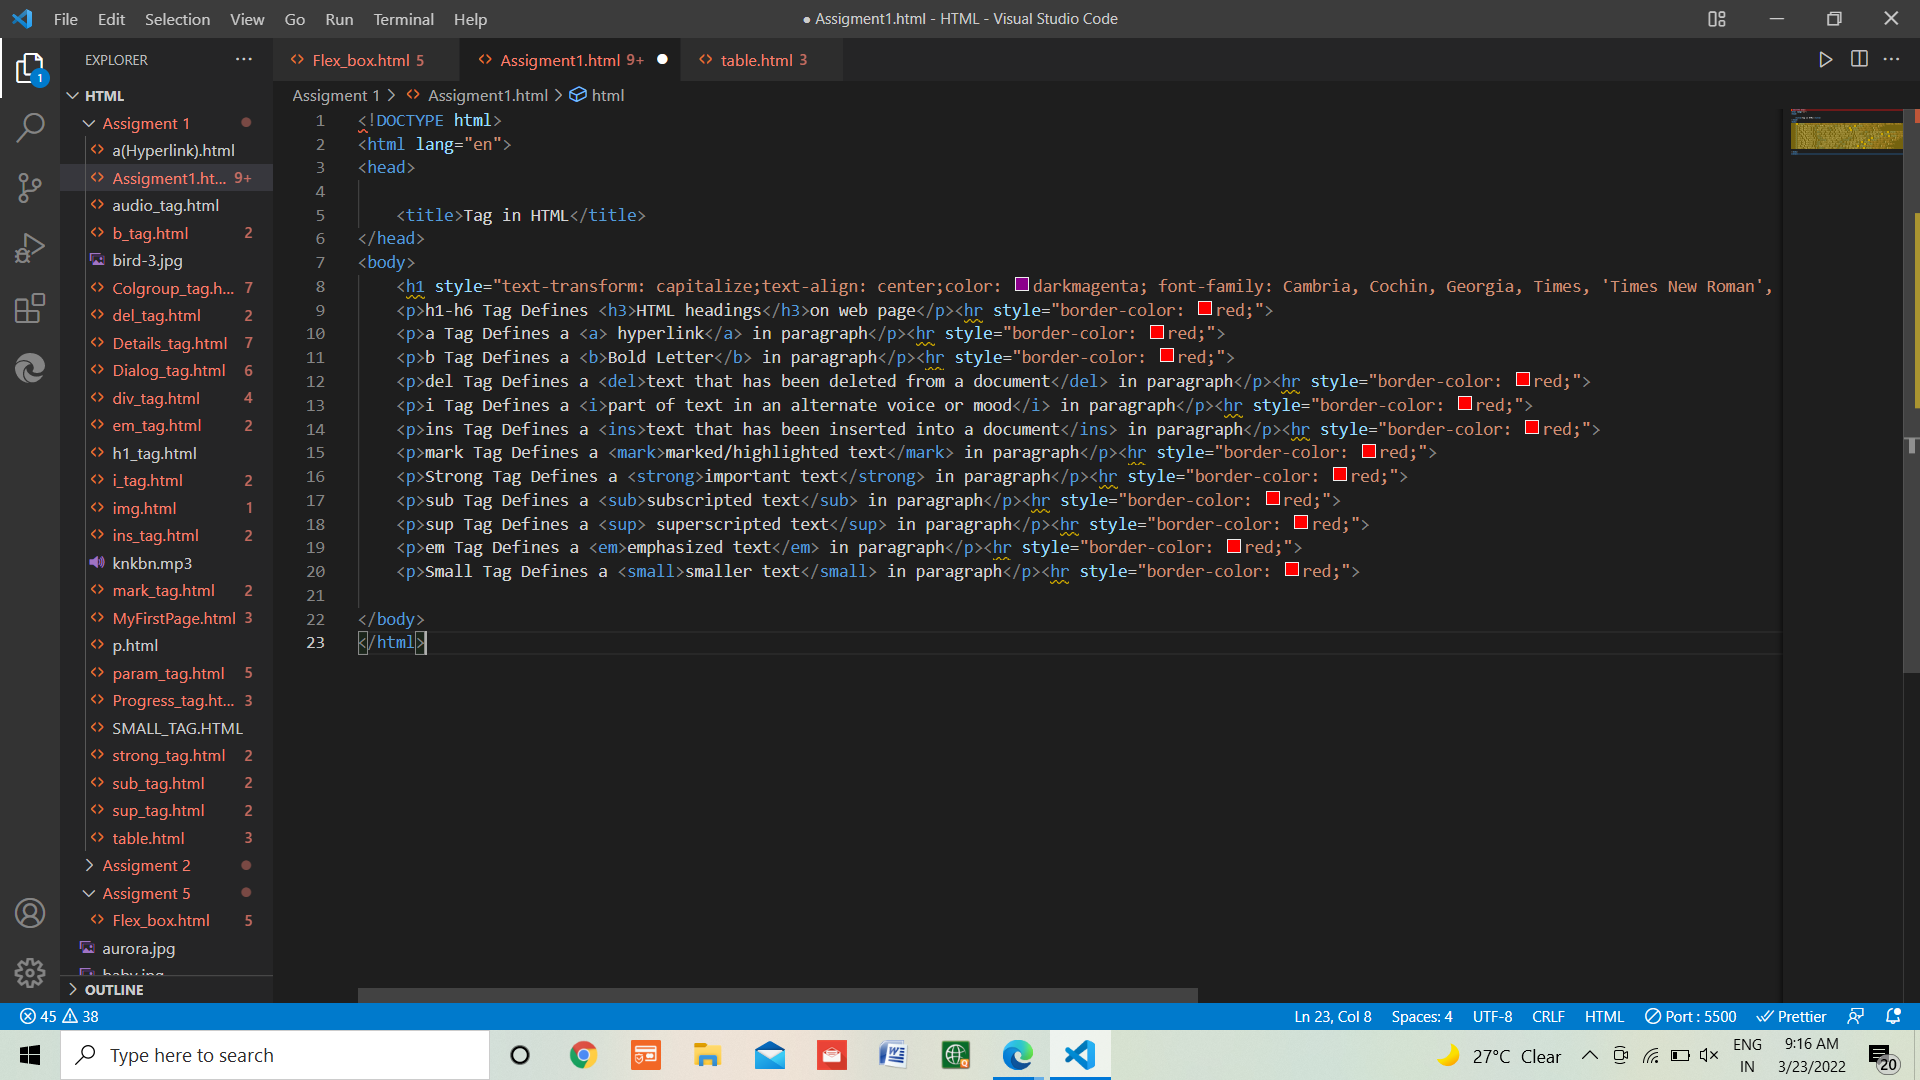 File Edit Selection View Go Run Terminal Help
● Assigment1.html - HTML - Visual Studio Code
EXPLORER
Flex_box.html 5
Assigment1.html 9+
table.html 3
1
HTML
Assigment 1
a(Hyperlink).html
Assigment1.ht... 9+
audio_tag.html
b_tag.html 2
bird-3.jpg
Colgroup_tag.h... 7
del_tag.html 2
Details_tag.html 7
Dialog_tag.html 6
div_tag.html 4
em_tag.html 2
h1_tag.html
i_tag.html 2
img.html 1
ins_tag.html 2
knkbn.mp3
mark_tag.html 2
MyFirstPage.html 3
p.html
param_tag.html 5
Progress_tag.ht... 3
SMALL_TAG.HTML
strong_tag.html 2
sub_tag.html 2
sup_tag.html 2
table.html 3
Assigment 2
Assigment 5
Flex_box.html 5
aurora.jpg
OUTLINE
Assigment 1 > Assigment1.html > html
1 <!DOCTYPE html>
2 <html lang="en">
3 <head>
4
5 <title>Tag in HTML</title>
6 </head>
7 <body>
8 <h1 style="text-transform: capitalize;text-align: center;color: darkmagenta; font-family: Cambria, Cochin, Georgia, Times, 'Times New Roman',
9 <p>h1-h6 Tag Defines <h3>HTML headings</h3>on web page</p><hr style="border-color: red;">
10 <p>a Tag Defines a <a> hyperlink</a> in paragraph</p><hr style="border-color: red;">
11 <p>b Tag Defines a <b>Bold Letter</b> in paragraph</p><hr style="border-color: red;">
12 <p>del Tag Defines a <del>text that has been deleted from a document</del> in paragraph</p><hr style="border-color: red;">
13 <p>i Tag Defines a <i>part of text in an alternate voice or mood</i> in paragraph</p><hr style="border-color: red;">
14 <p>ins Tag Defines a <ins>text that has been inserted into a document</ins> in paragraph</p><hr style="border-color: red;">
15 <p>mark Tag Defines a <mark>marked/highlighted text</mark> in paragraph</p><hr style="border-color: red;">
16 <p>Strong Tag Defines a <strong>important text</strong> in paragraph</p><hr style="border-color: red;">
17 <p>sub Tag Defines a <sub>subscripted text</sub> in paragraph</p><hr style="border-color: red;">
18 <p>sup Tag Defines a <sup> superscripted text</sup> in paragraph</p><hr style="border-color: red;">
19 <p>em Tag Defines a <em>emphasized text</em> in paragraph</p><hr style="border-color: red;">
20 <p>Small Tag Defines a <small>smaller text</small> in paragraph</p><hr style="border-color: red;">
21
22 </body>
23 </html>
45 38
Ln 23, Col 8 Spaces: 4 UTF-8 CRLF HTML Port : 5500 Prettier
Type here to search
27°C Clear
ENG
IN
9:16 AM
3/23/2022
20